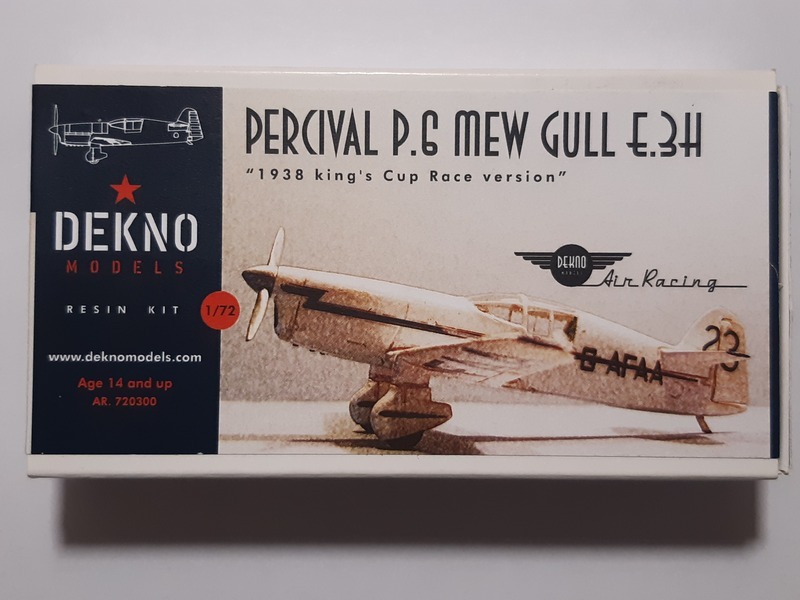 PERCIVAL P.6 MEW GULL E.3H
"1938 king's Cup Race version"
DEKNO
MODELS
RESIN KIT
1/72
www.deknomodels.com
Age 14 and up
AR. 720300
DEKNO
MODELS
Air Racing
G-AFAA
23